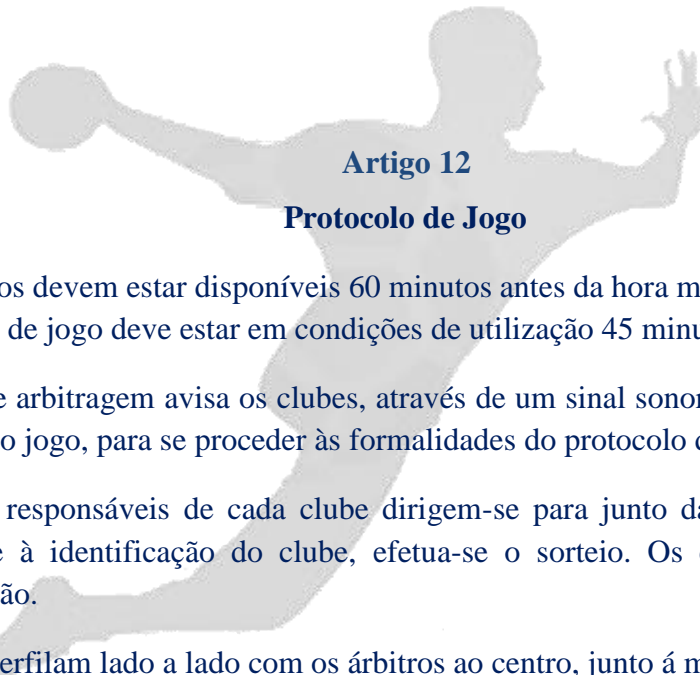 Artigo 12
Protocolo de Jogo
os devem estar disponíveis 60 minutos antes da hora m
de jogo deve estar em condições de utilização 45 minu
e arbitragem avisa os clubes, através de um sinal sonor
o jogo, para se proceder às formalidades do protocolo
responsáveis de cada clube dirigem-se para junto da
e à identificação do clube, efetua-se o sorteio. Os
ão.
erfilam lado a lado com os árbitros ao centro, junto á m